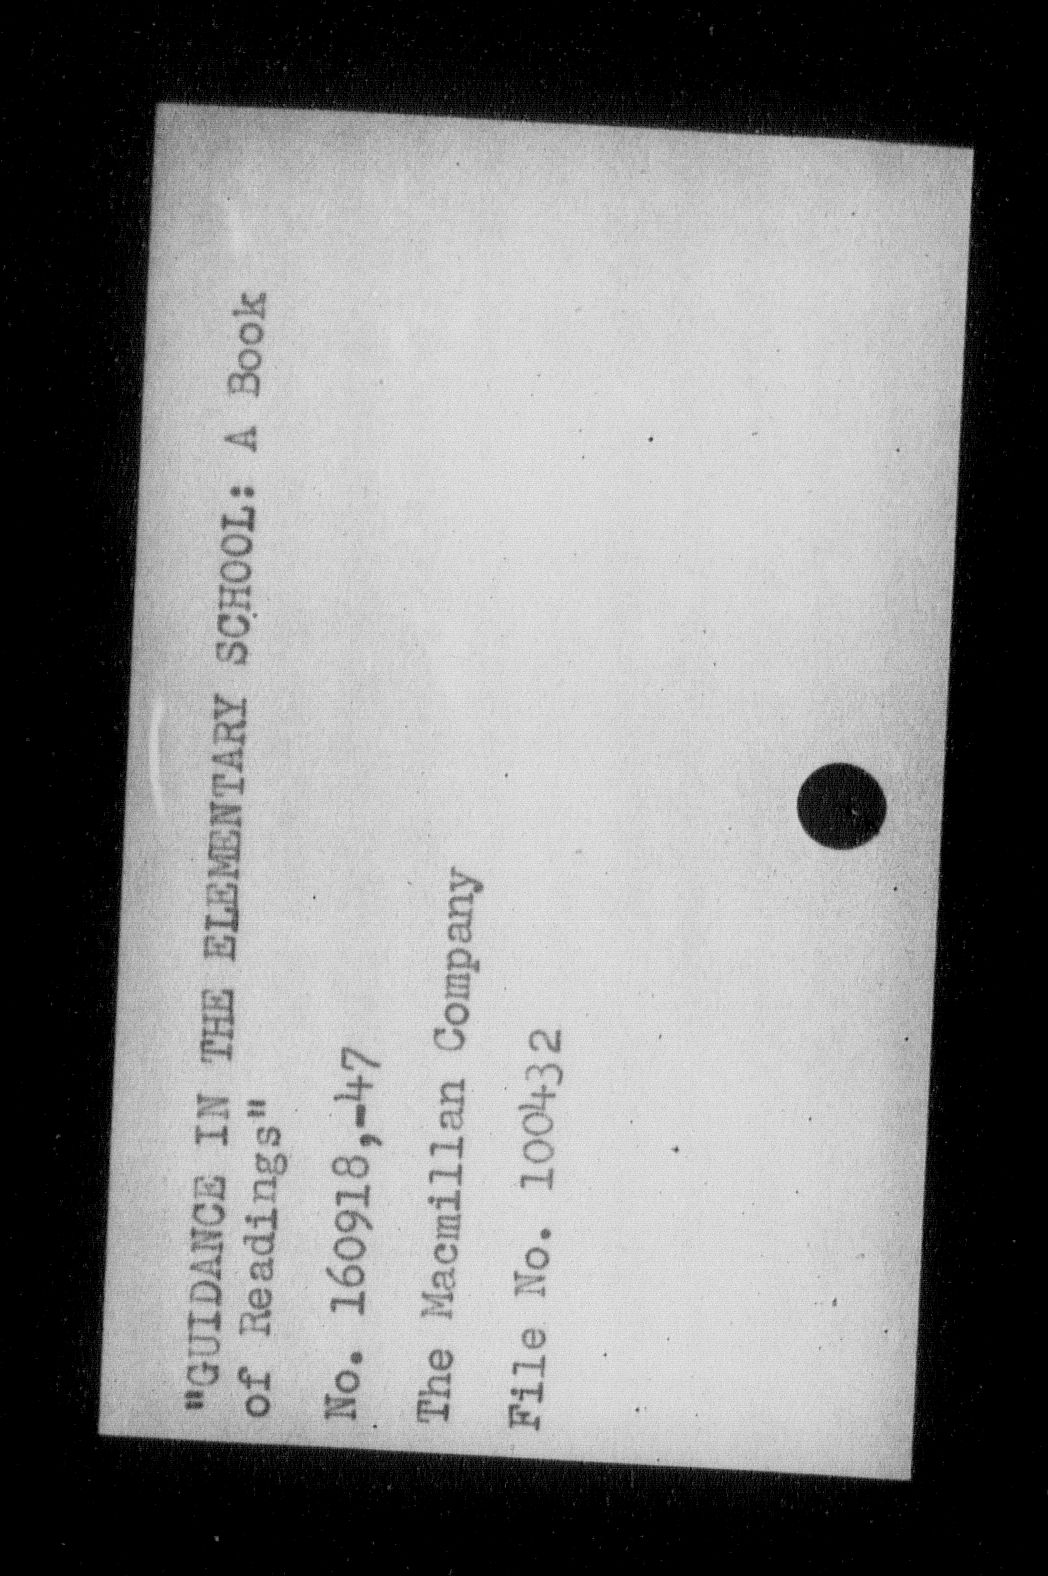 "GUIDANCE IN THE ELEMENTARY SCHOOL: A Book
of Readings"
No. 160918,-47
The Macmillan Company
File No. 100432